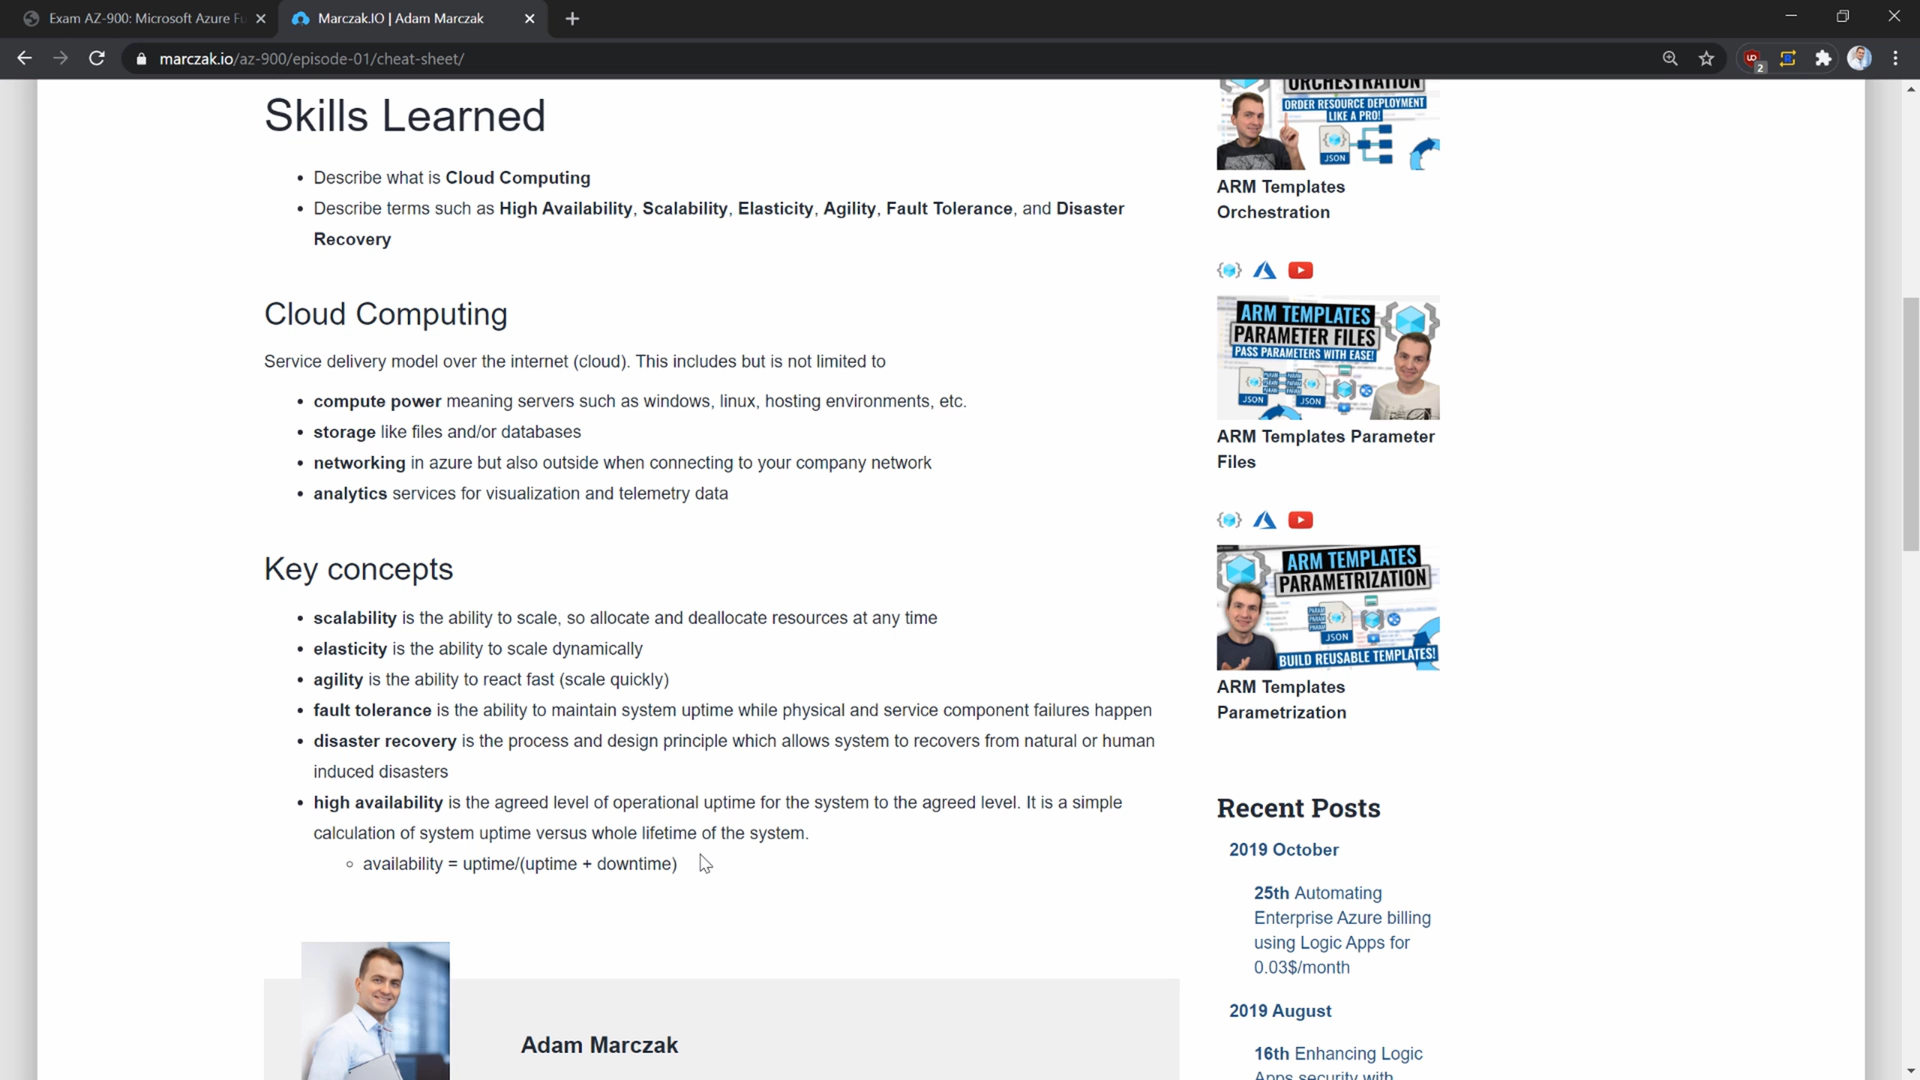 Exam AZ-900: Microsoft Azure Fu
Marczak.IO | Adam Marczak
marczak.io/az-900/episode-01/cheat-sheet/
2
Skills Learned
• Describe what is Cloud Computing
• Describe terms such as High Availability, Scalability, Elasticity, Agility, Fault Tolerance, and Disaster
Recovery
Cloud Computing
Service delivery model over the internet (cloud). This includes but is not limited to
• compute power meaning servers such as windows, linux, hosting environments, etc.
• storage like files and/or databases
• networking in azure but also outside when connecting to your company network
• analytics services for visualization and telemetry data
Key concepts
• scalability is the ability to scale, so allocate and deallocate resources at any time
• elasticity is the ability to scale dynamically
• agility is the ability to react fast (scale quickly)
• fault tolerance is the ability to maintain system uptime while physical and service component failures happen
• disaster recovery is the process and design principle which allows system to recovers from natural or human
induced disasters
• high availability is the agreed level of operational uptime for the system to the agreed level. It is a simple
calculation of system uptime versus whole lifetime of the system.
◦ availability = uptime/(uptime + downtime)
Adam Marczak
ORCHESTRATION
ORDER RESOURCE DEPLOYMENT
LIKE A PRO!
JSON
ARM Templates
Orchestration
ARM TEMPLATES
PARAMETER FILES
PASS PARAMETERS WITH EASE!
JSON
JSON
ARM Templates Parameter
Files
ARM TEMPLATES
PARAMETRIZATION
JSON
BUILD REUSABLE TEMPLATES!
ARM Templates
Parametrization
Recent Posts
2019 October
25th Automating
Enterprise Azure billing
using Logic Apps for
0.03$/month
2019 August
16th Enhancing Logic
Apps security with